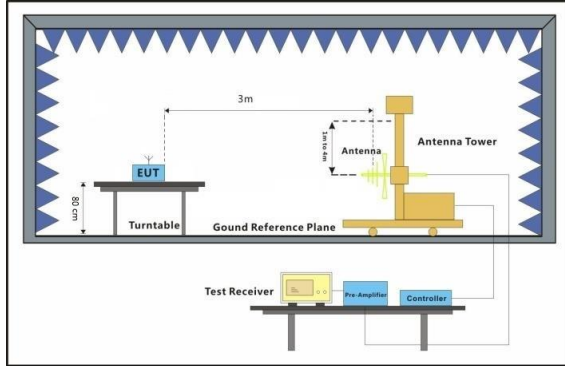 3m
1m to 4m
Antenna
Antenna Tower
EUT
80 cm
Turntable
Gound Reference Plane
Test Receiver
Pre-Amplifier
Controller